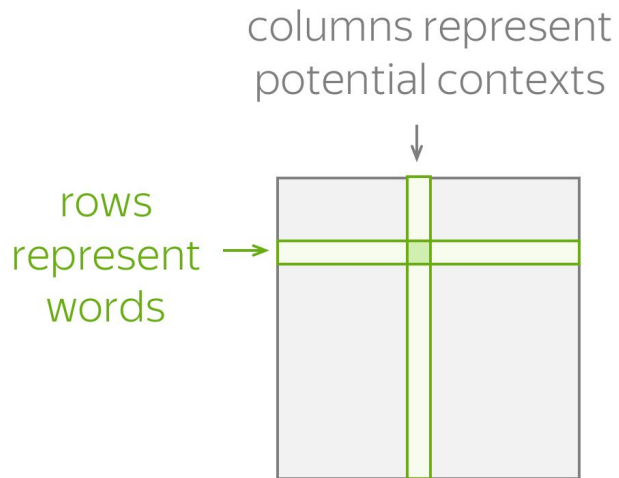 columns represent
potential contexts
rows
represent
words